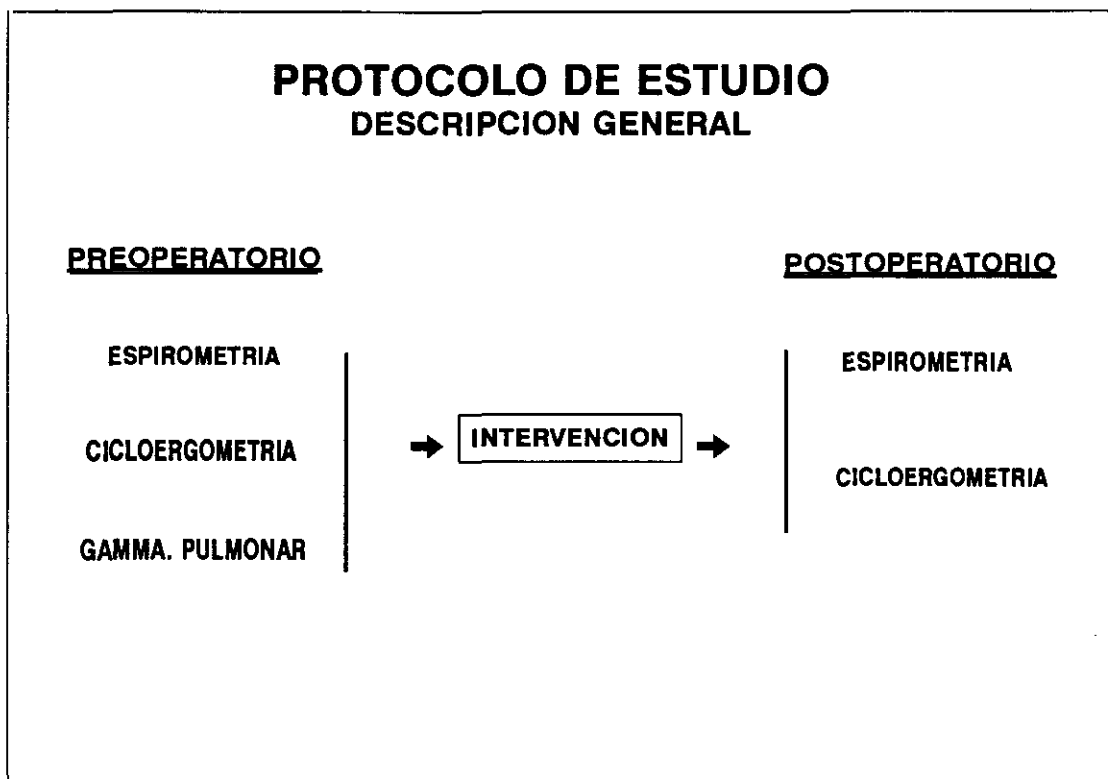 PROTOCOLO DE ESTUDIO
DESCRIPCION GENERAL
PREOPERATORIO
ESPIROMETRIA
CICLOERGOMETRIA
GAMMA. PULMONAR
INTERVENCION
POSTOPERATORIO
ESPIROMETRIA
CICLOERGOMETRIA